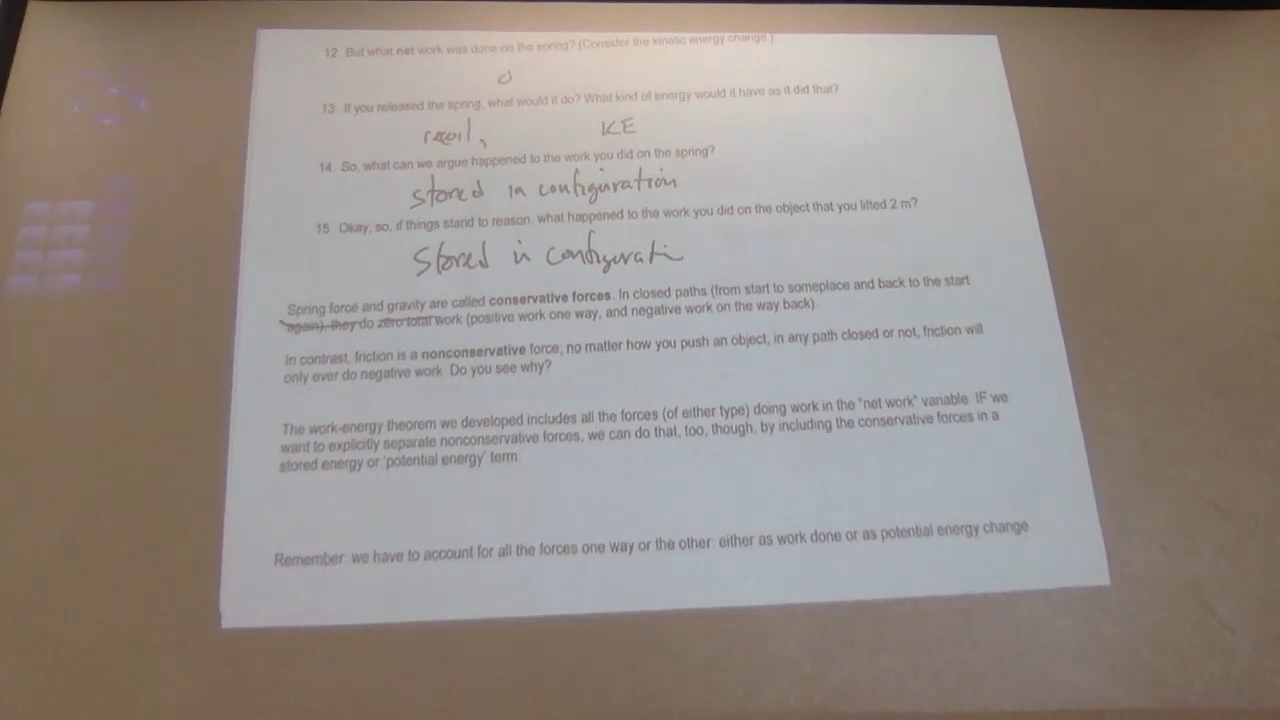 12. But what net work was done on the spring? (Consider the kinetic energy change.)
0
13. If you released the spring, what would it do? What kind of energy would it have as it did that?
recoil, KE
14. So, what can we argue happened to the work you did on the spring?
stored in configuration
15. Okay, so, if things stand to reason, what happened to the work you did on the object that you lifted 2 m?
Stored in configurati
Spring force and gravity are called conservative forces. In closed paths (from start to someplace and back to the start
again), they do zero total work (positive work one way, and negative work on the way back).
In contrast, friction is a nonconservative force; no matter how you push an object, in any path closed or not, friction will
only ever do negative work. Do you see why?
The work-energy theorem we developed includes all the forces (of either type) doing work in the "net work" variable. IF we
want to explicitly separate nonconservative forces, we can do that, too, though, by including the conservative forces in a
stored energy or 'potential energy' term.
Remember: we have to account for all the forces one way or the other: either as work done or as potential energy change.